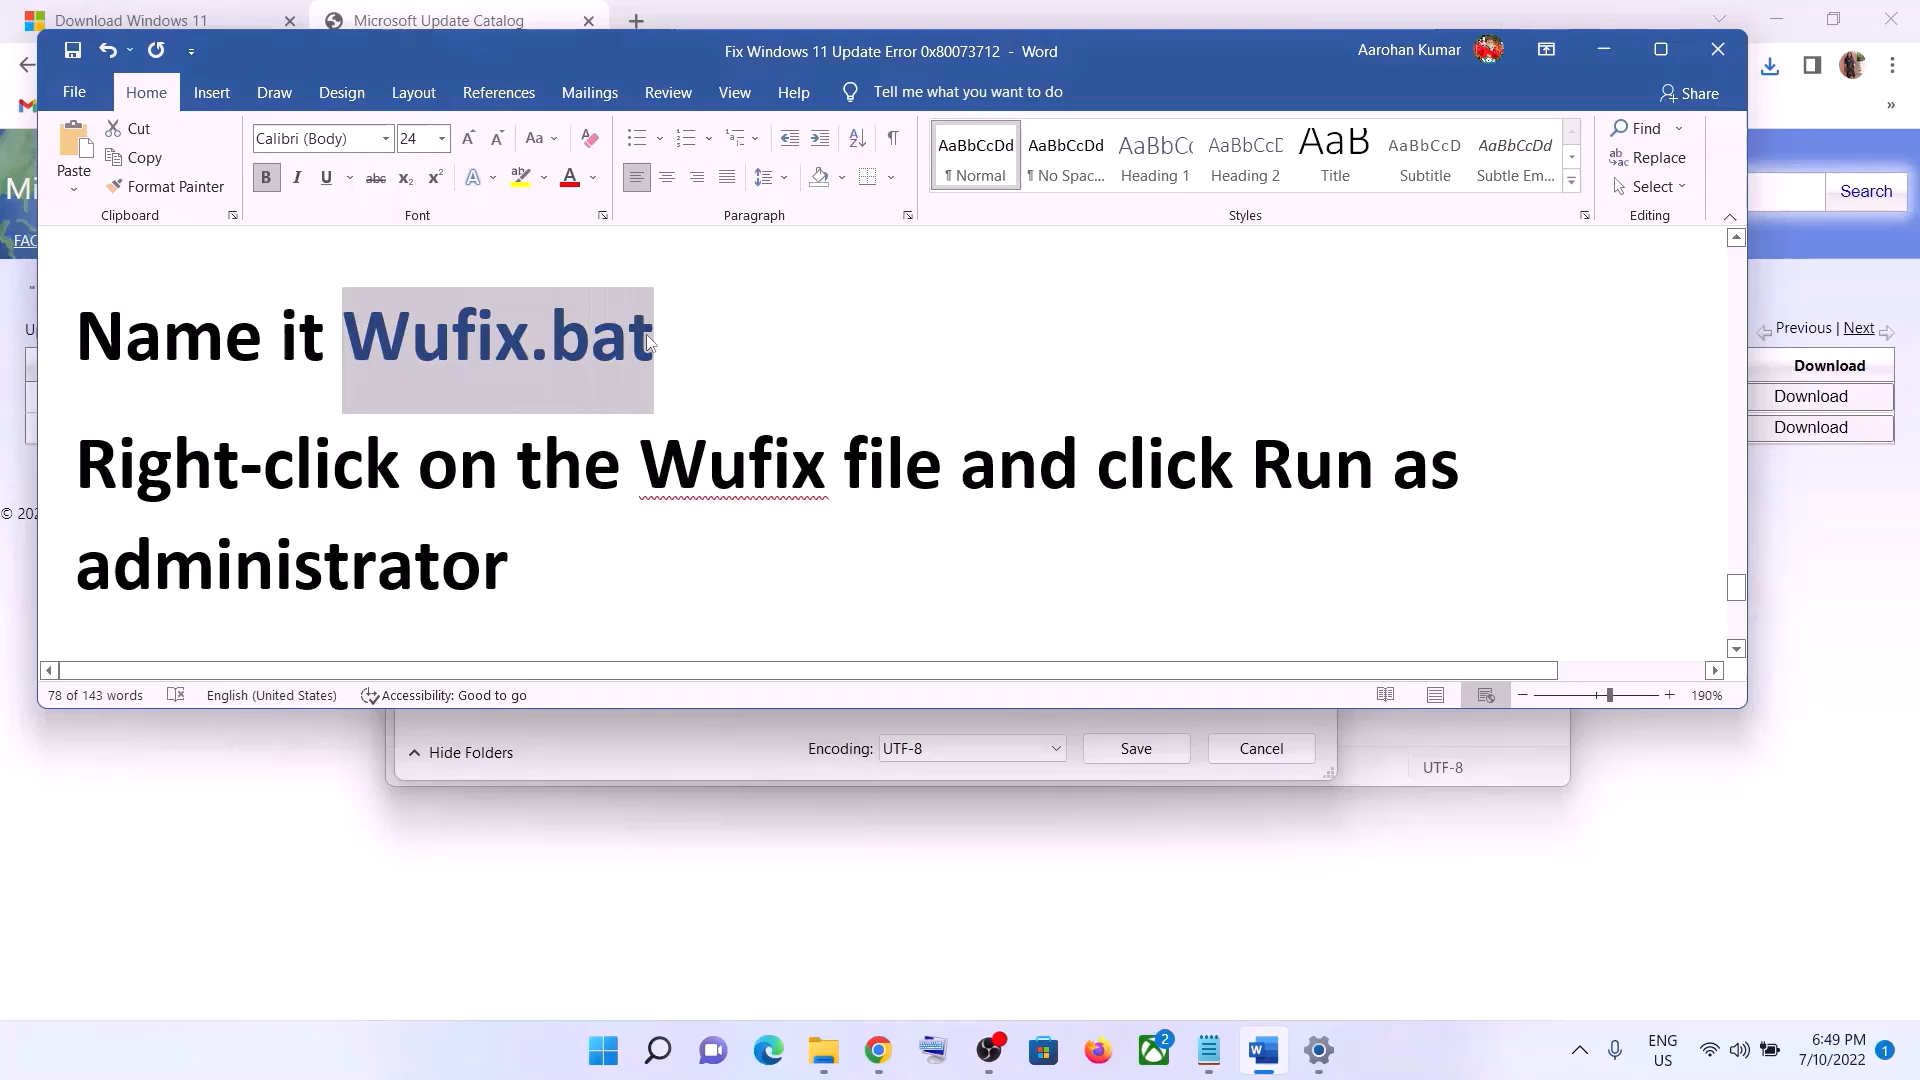 Download Windows 11
Microsoft Update Catalog
Fix Windows 11 Update Error 0x80073712 - Word
Aarohan Kumar
File
Home
Insert
Draw
Design
Layout
References
Mailings
Review
View
Help
Tell me what you want to do
Share
Paste
Cut
Copy
Format Painter
Clipboard
Calibri (Body)
24
Aa
Font
Paragraph
AaBbCcDd
¶ Normal
AaBbCcDd
¶ No Spac...
AaBbCc
Heading 1
AaBbCcD
Heading 2
AaB
Title
AaBbCcD
Subtitle
AaBbCcDd
Subtle Em...
Styles
Find
Replace
Select
Editing
Mi
FAQ
Search
Name it Wufix.bat
Right-click on the Wufix file and click Run as
administrator
Previous | Next
Download
Download
Download
© 202
78 of 143 words
English (United States)
Accessibility: Good to go
190%
Hide Folders
Encoding:
UTF-8
Save
Cancel
UTF-8
2
ENG
US
6:49 PM
7/10/2022
1